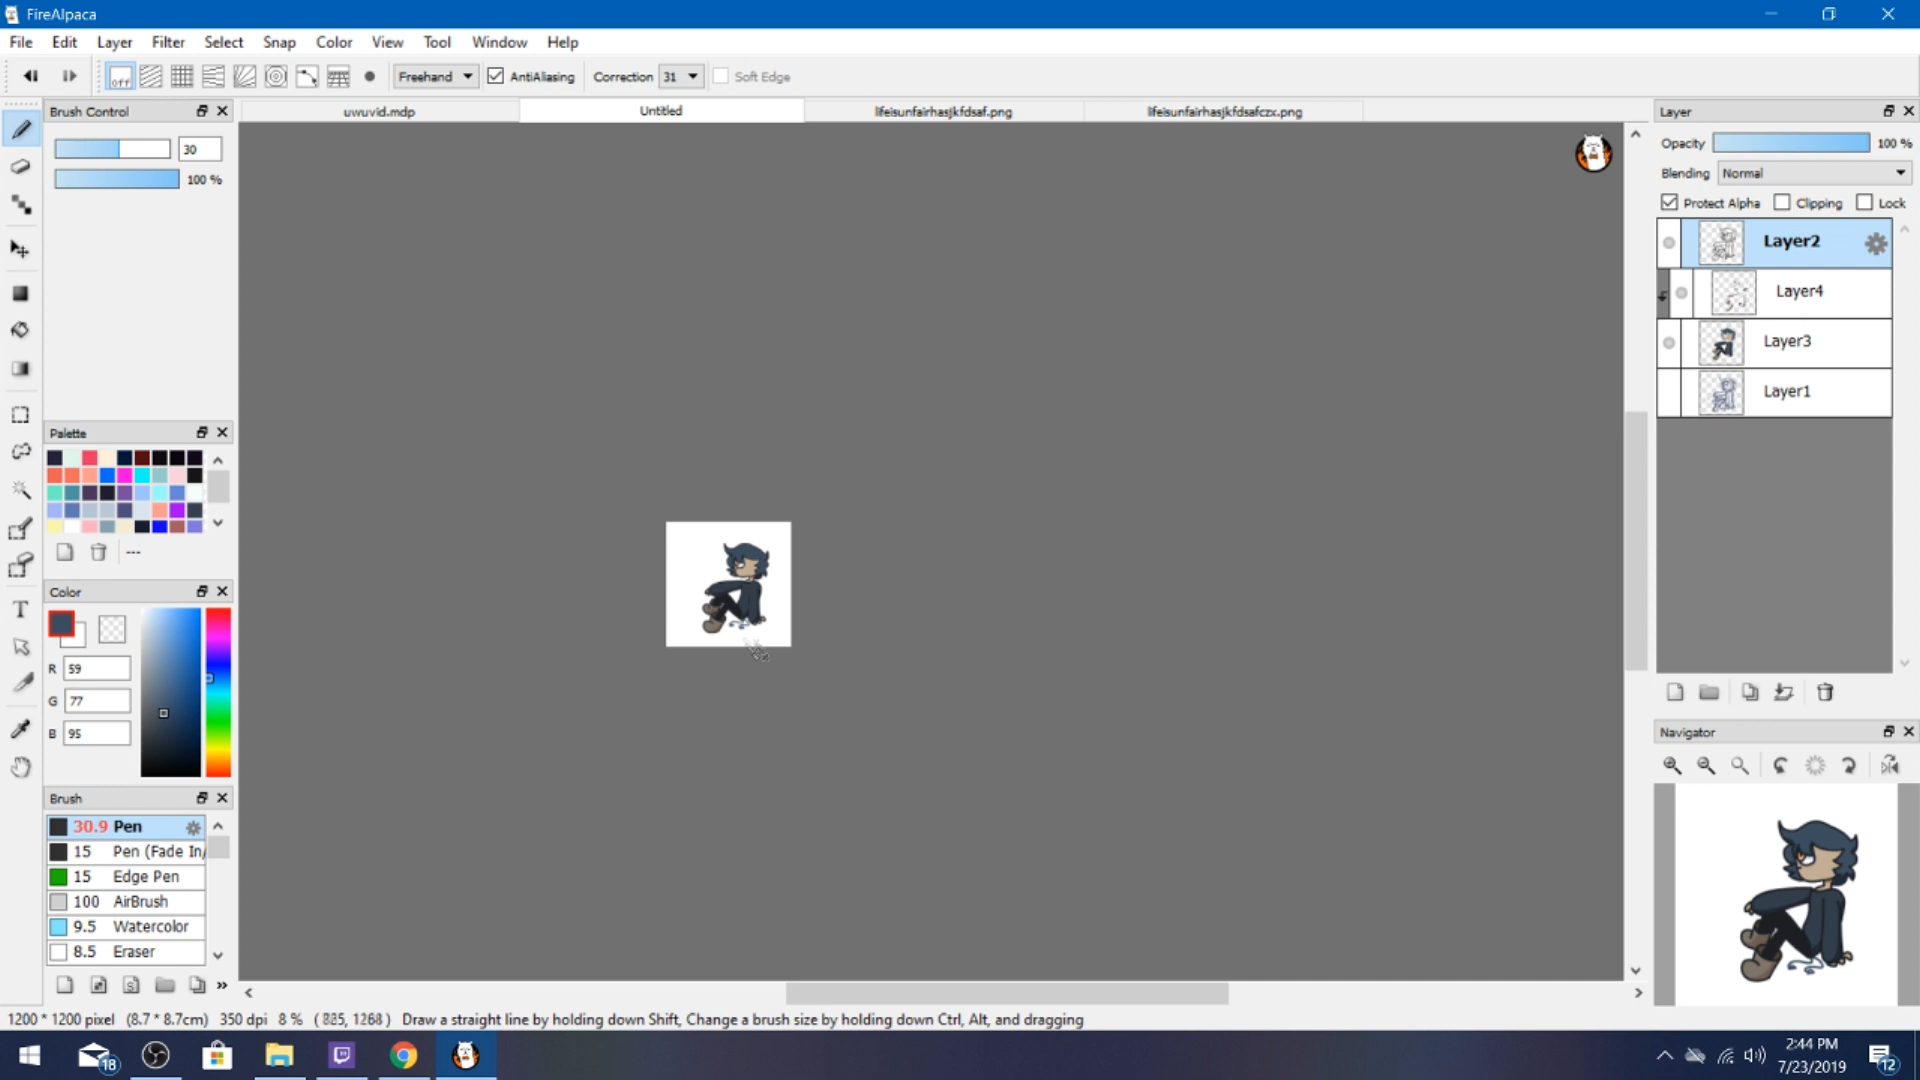 FireAlpaca
File Edit Layer Filter Select Snap Color View Tool Window Help
off Freehand AntiAliasing Correction 31 Soft Edge
Brush Control
30
100 %
Palette
---
Color
R 59
G 77
B 95
Brush
30.9 Pen
15 Pen (Fade In/
15 Edge Pen
100 AirBrush
9.5 Watercolor
8.5 Eraser
uwuvid.mdp Untitled lifeisunfairhasjkfdsaf.png lifeisunfairhasjkfdsafczx.png
Layer
Opacity 100 %
Blending Normal
Protect Alpha Clipping Lock
Layer2
Layer4
Layer3
Layer1
Navigator
1200 * 1200 pixel (8.7 * 8.7cm) 350 dpi 8 % ( 885, 1268 ) Draw a straight line by holding down Shift, Change a brush size by holding down Ctrl, Alt, and dragging
18
2:44 PM
7/23/2019
12